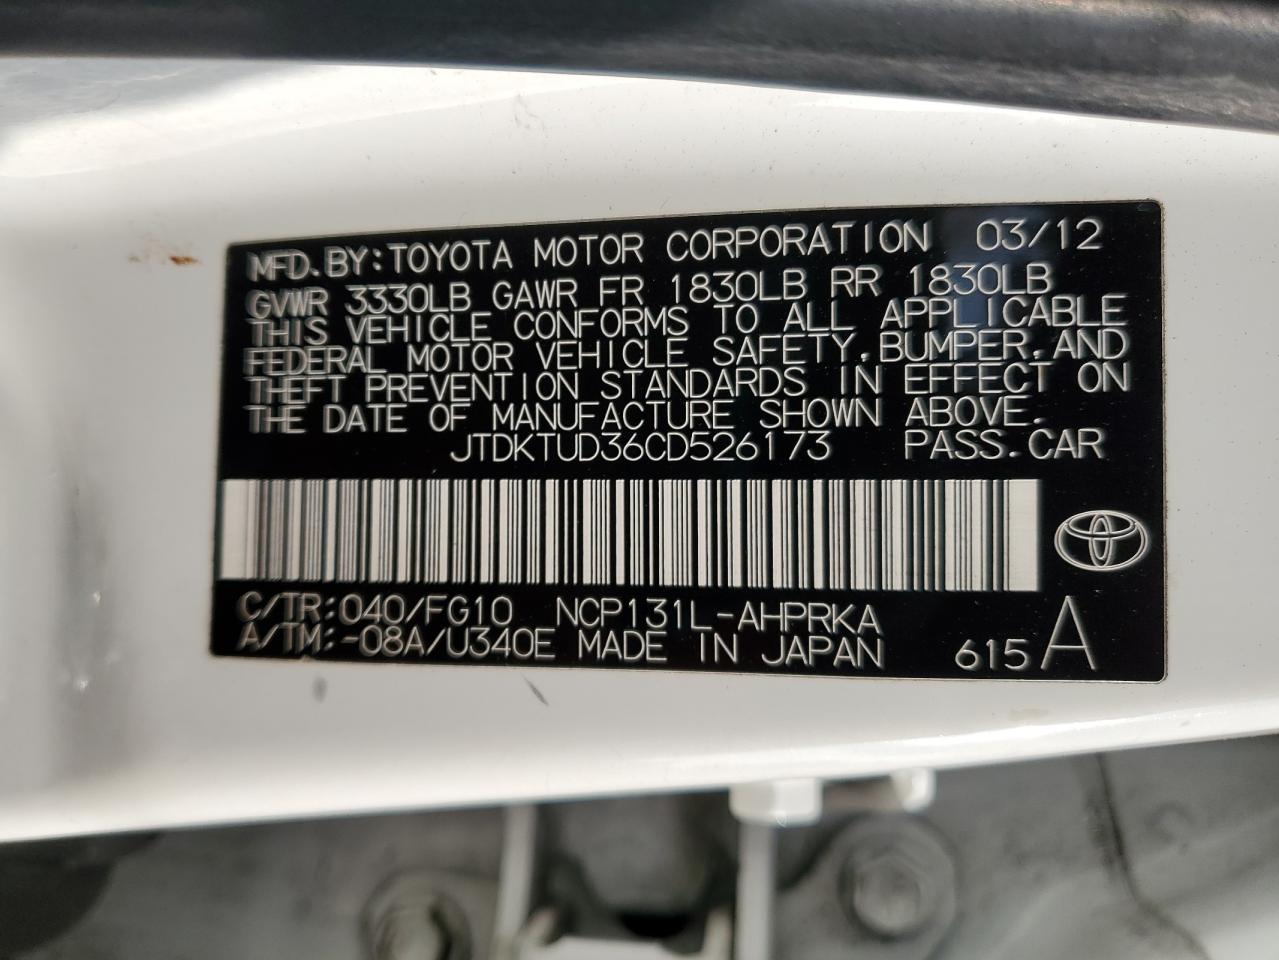 MFD. BY: TOYOTA MOTOR CORPORATION 03/12
GVWR 3330LB GAWR FR 1830LB RR 1830LB
THIS VEHICLE CONFORMS TO ALL APPLICABLE
FEDERAL MOTOR VEHICLE SAFETY, BUMPER, AND
THEFT PREVENTION STANDARDS IN EFFECT ON
THE DATE OF MANUFACTURE SHOWN ABOVE.
JTDKTUD36CD526173 PASS. CAR
C/TR: 040/FG10 NCP131L-AHPRKA
A/TM: -08A/U340E MADE IN JAPAN 615 A